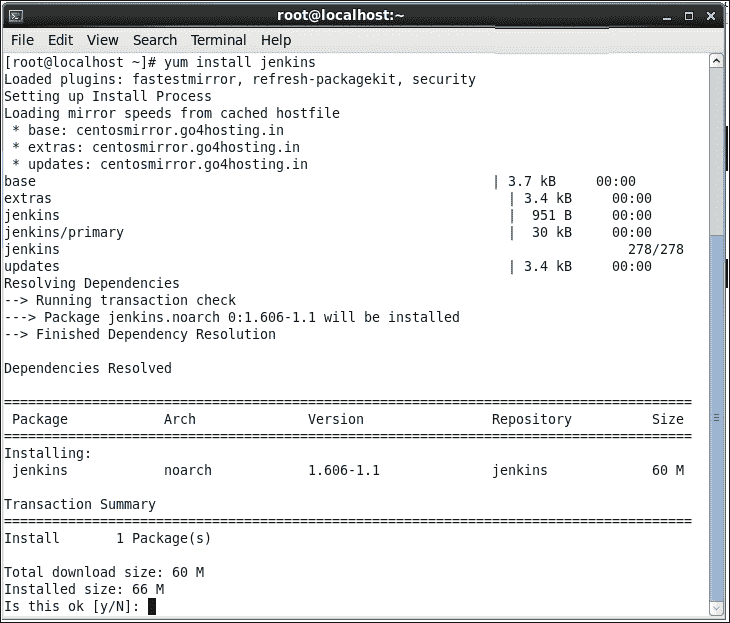 root@localhost:~
File Edit View Search Terminal Help
[root@localhost ~]# yum install jenkins
Loaded plugins: fastestmirror, refresh-packagekit, security
Setting up Install Process
Loading mirror speeds from cached hostfile
 * base: centosmirror.go4hosting.in
 * extras: centosmirror.go4hosting.in
 * updates: centosmirror.go4hosting.in
base | 3.7 kB 00:00
extras | 3.4 kB 00:00
jenkins | 951 B 00:00
jenkins/primary | 30 kB 00:00
jenkins 278/278
updates | 3.4 kB 00:00
Resolving Dependencies
--> Running transaction check
---> Package jenkins.noarch 0:1.606-1.1 will be installed
--> Finished Dependency Resolution
Dependencies Resolved
================================================================================
Package Arch Version Repository Size
================================================================================
Installing:
jenkins noarch 1.606-1.1 jenkins 60 M
Transaction Summary
================================================================================
Install 1 Package(s)
Total download size: 60 M
Installed size: 66 M
Is this ok [y/N]: